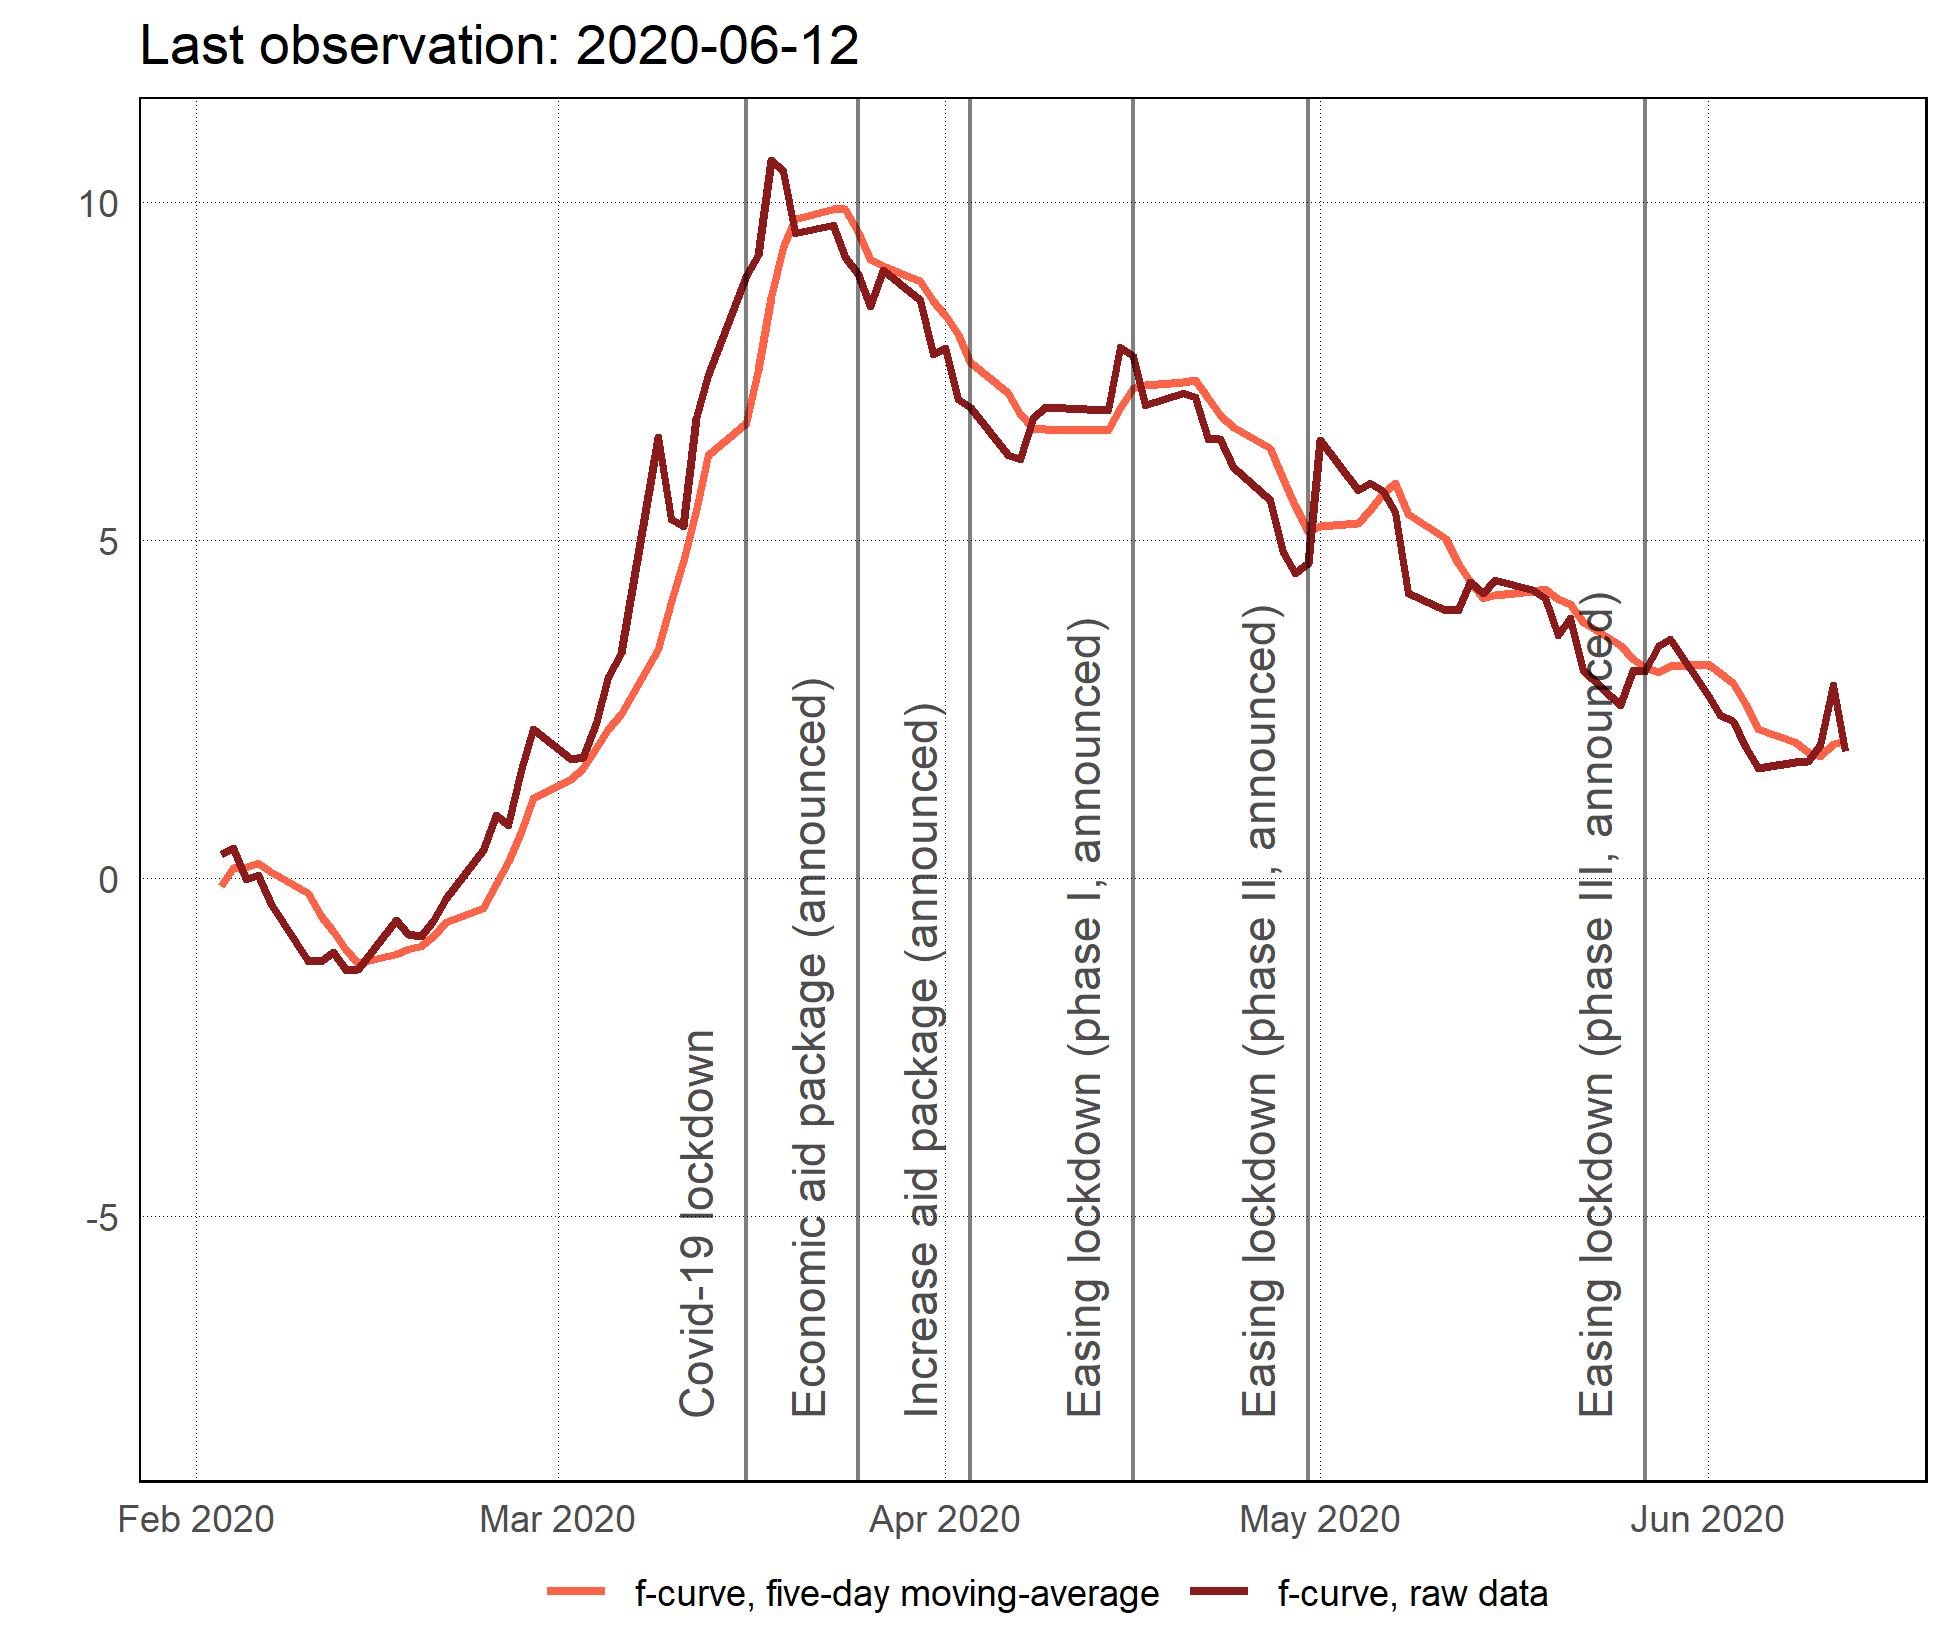 Last observation: 2020-06-12
10
5
0
-5
Covid-19 lockdown
Economic aid package (announced)
Increase aid package (announced)
Easing lockdown (phase I, announced)
Easing lockdown (phase II, announced)
Easing lockdown (phase III, announced)
Feb 2020
Mar 2020
Apr 2020
May 2020
Jun 2020
f-curve, five-day moving-average
f-curve, raw data